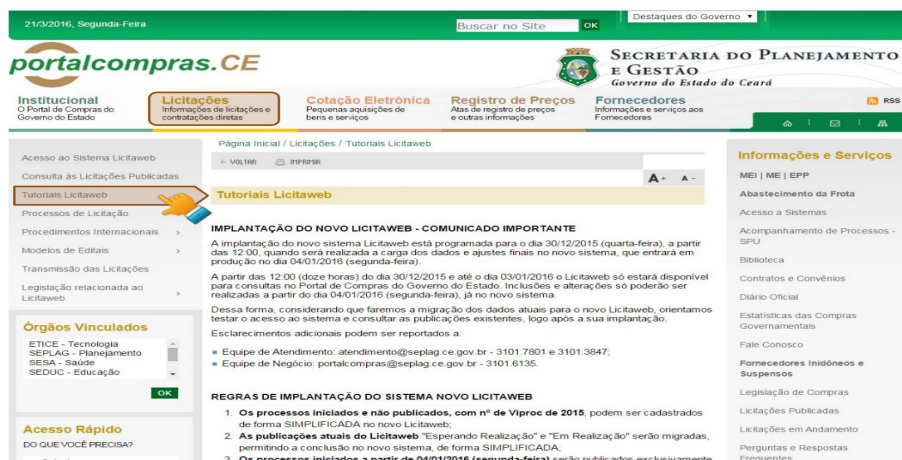 21/3/2016, Segunda-Feira
Buscar no Site
OK
Destaques do Governo
portalcompras.CE
SECRETARIA DO PLANEJAMENTO
E GESTÃO
Governo do Estado do Ceará
Institucional
O Portal de Compras do
Governo do Estado
Licitações
Informações de licitações e
contratações diretas
Cotação Eletrônica
Pequenas aquisições de
bens e serviços
Registro de Preços
Atas de registro de preços
e outras informações
Fornecedores
Informações e serviços aos
Fornecedores
RSS
Acesso ao Sistema Licitaweb
Consulta às Licitações Publicadas
Tutoriais Licitaweb
Processos de Licitação
Procedimentos Internacionais
Modelos de Editais
Transmissão das Licitações
Legislação relacionada ao
Licitaweb
Órgãos Vinculados
ETICE - Tecnologia
SEPLAG - Planejamento
SESA - Saúde
SEDUC - Educação
OK
Acesso Rápido
DO QUE VOCÊ PRECISA?
Página Inicial / Licitações / Tutoriais Licitaweb
VOLTAR IMPRIMIR
A+ A-
Tutoriais Licitaweb
IMPLANTAÇÃO DO NOVO LICITAWEB - COMUNICADO IMPORTANTE
A implantação do novo sistema Licitaweb está programada para o dia 30/12/2015 (quarta-feira), a partir
das 12:00, quando será realizada a carga dos dados e ajustes finais no novo sistema, que entrará em
produção no dia 04/01/2016 (segunda-feira).
A partir das 12:00 (doze horas) do dia 30/12/2015 e até o dia 03/01/2016 o Licitaweb só estará disponível
para consultas no Portal de Compras do Governo do Estado. Inclusões e alterações só poderão ser
realizadas a partir do dia 04/01/2016 (segunda-feira), já no novo sistema.
Dessa forma, considerando que faremos a migração dos dados atuais para o novo Licitaweb, orientamos
testar o acesso ao sistema e consultar as publicações existentes, logo após a sua implantação.
Esclarecimentos adicionais podem ser reportados a:
Equipe de Atendimento: atendimento@seplag.ce.gov.br - 3101.7801 e 3101.3847;
Equipe de Negócio: portalcompras@seplag.ce.gov.br - 3101.6135.
REGRAS DE IMPLANTAÇÃO DO SISTEMA NOVO LICITAWEB
1. Os processos iniciados e não publicados, com nº de Viproc de 2015, podem ser cadastrados
de forma SIMPLIFICADA no novo Licitaweb;
2. As publicações atuais do Licitaweb "Esperando Realização" e "Em Realização" serão migradas,
permitindo a conclusão no novo sistema, de forma SIMPLIFICADA;
3. Os processos iniciados a partir de 04/01/2016 (segunda-feira) serão publicados exclusivamente
Informações e Serviços
MEI | ME | EPP
Abastecimento da Frota
Acesso a Sistemas
Acompanhamento de Processos -
SPU
Biblioteca
Contratos e Convênios
Diário Oficial
Estatísticas das Compras
Governamentais
Fale Conosco
Fornecedores Inidôneos e
Suspensos
Legislação de Compras
Licitações Publicadas
Licitações em Andamento
Perguntas e Respostas
Frequentes